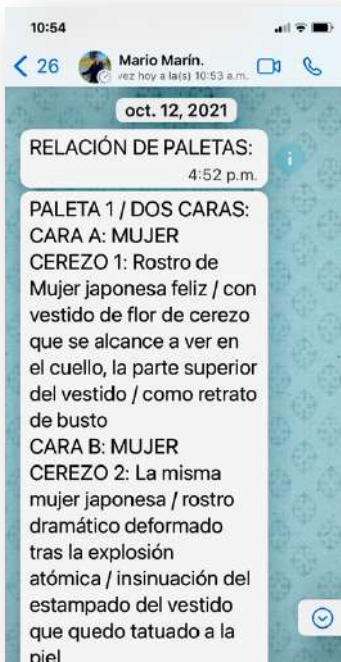 10:54
26
Mario Marín.
vez hoy a la(s) 10:53 a.m.
oct. 12, 2021
RELACIÓN DE PALETAS:
4:52 p.m.
PALETA 1 / DOS CARAS:
CARA A: MUJER
CEREZO 1: Rostro de
Mujer japonesa feliz / con
vestido de flor de cerezo
que se alcance a ver en
el cuello, la parte superior
del vestido / como retrato
de busto
CARA B: MUJER
CEREZO 2: La misma
mujer japonesa / rostro
dramático deformado
tras la explosión
atómica / insinuación del
estampado del vestido
que quedo tatuado a la
piel